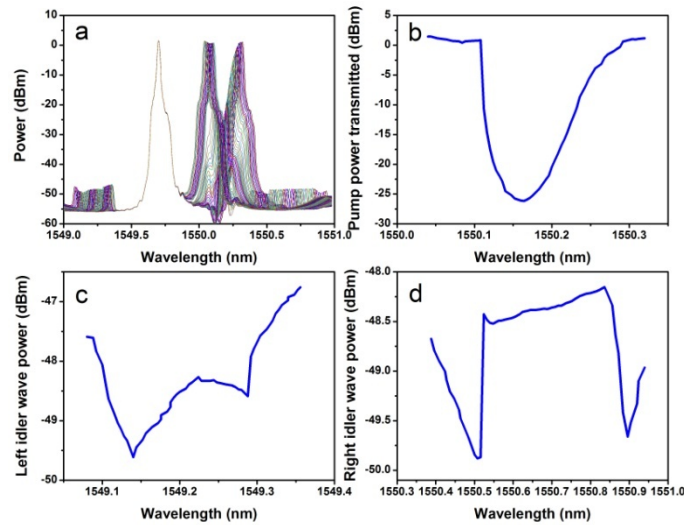 a
10
0
-10
-20
-30
-40
-50
-60
1549.0 1549.5 1550.0 1550.5 1551.0
Power (dBm)
Wavelength (nm)
b
5
0
-5
-10
-15
-20
-25
-30
1550.0 1550.1 1550.2 1550.3
Pump power transmitted (dBm)
Wavelength (nm)
c
-47
-48
-49
-50
1549.1 1549.2 1549.3 1549.4
Left idler wave power (dBm)
Wavelength (nm)
d
-48.0
-48.5
-49.0
-49.5
-50.0
1550.3 1550.4 1550.5 1550.6 1550.7 1550.8 1550.9 1551.0
Right idler wave power (dBm)
Wavelength (nm)